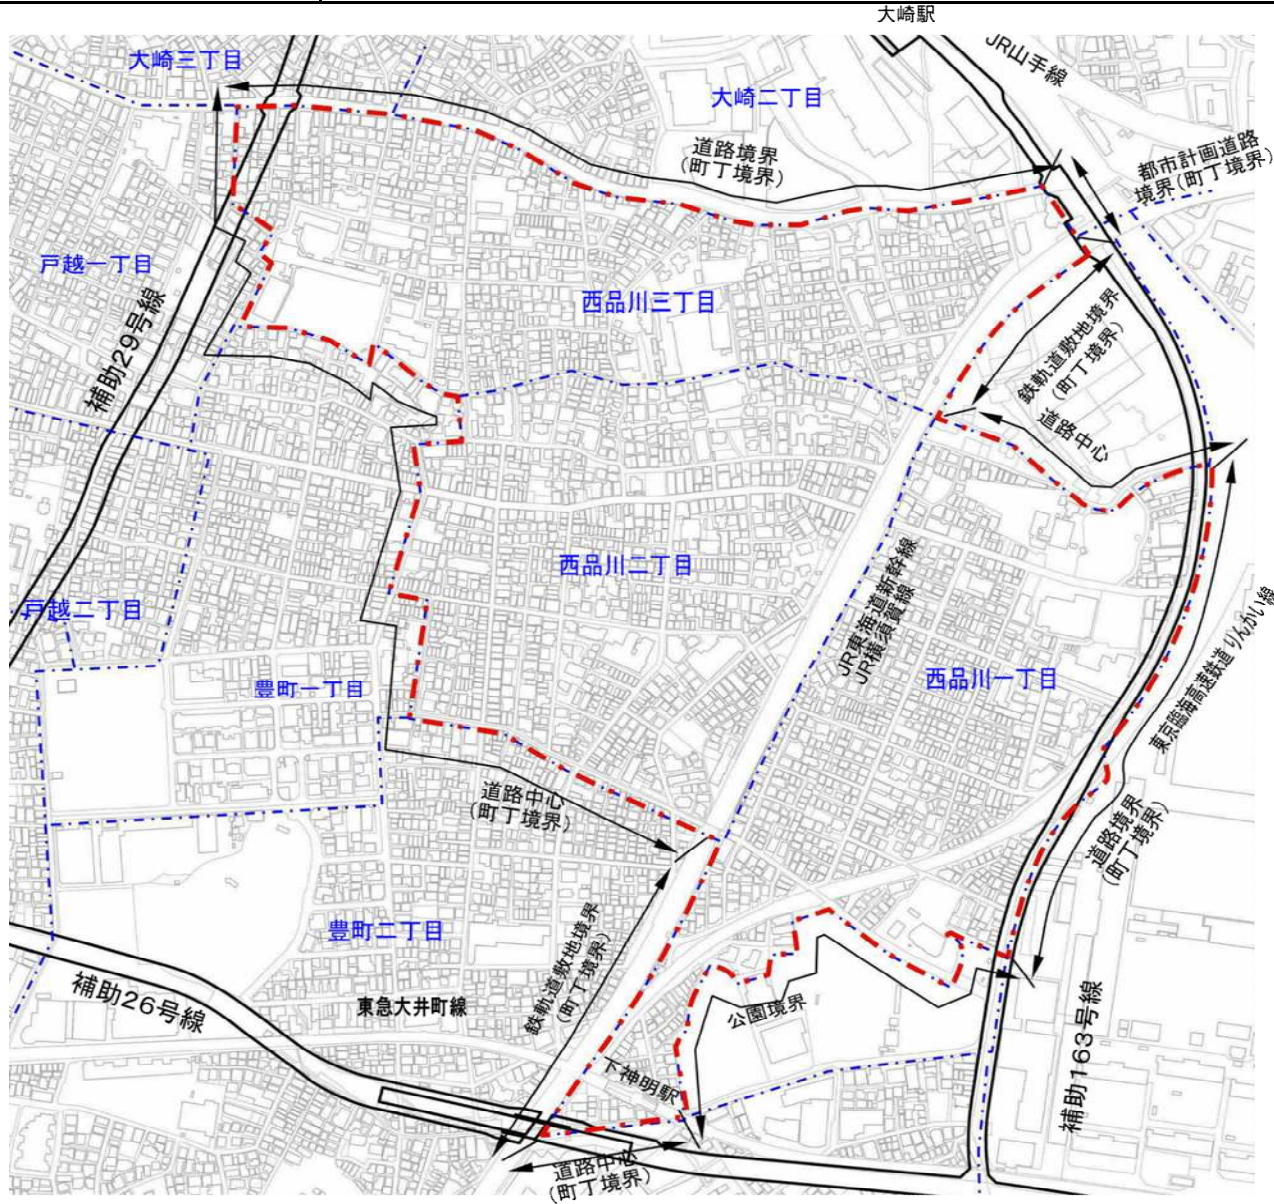 大崎駅
JR山手線
大崎三丁目
大崎二丁目
道路境界
(町丁境界)
都市計画道路
境界(町丁境界)
戸越一丁目
補助29号線
西品川三丁目
鉄軌道敷地境界
(町丁境界)
道路中心
西品川二丁目
JR東海道新幹線
JR横須賀線
西品川一丁目
東京臨海高速鉄道りんかい線
戸越二丁目
豊町一丁目
道路中心
(町丁境界)
道路境界
(町丁境界)
豊町二丁目
鉄軌道敷地境界
(町丁境界)
補助26号線
東急大井町線
公園境界
下神明駅
補助163号線
道路中心
(町丁境界)